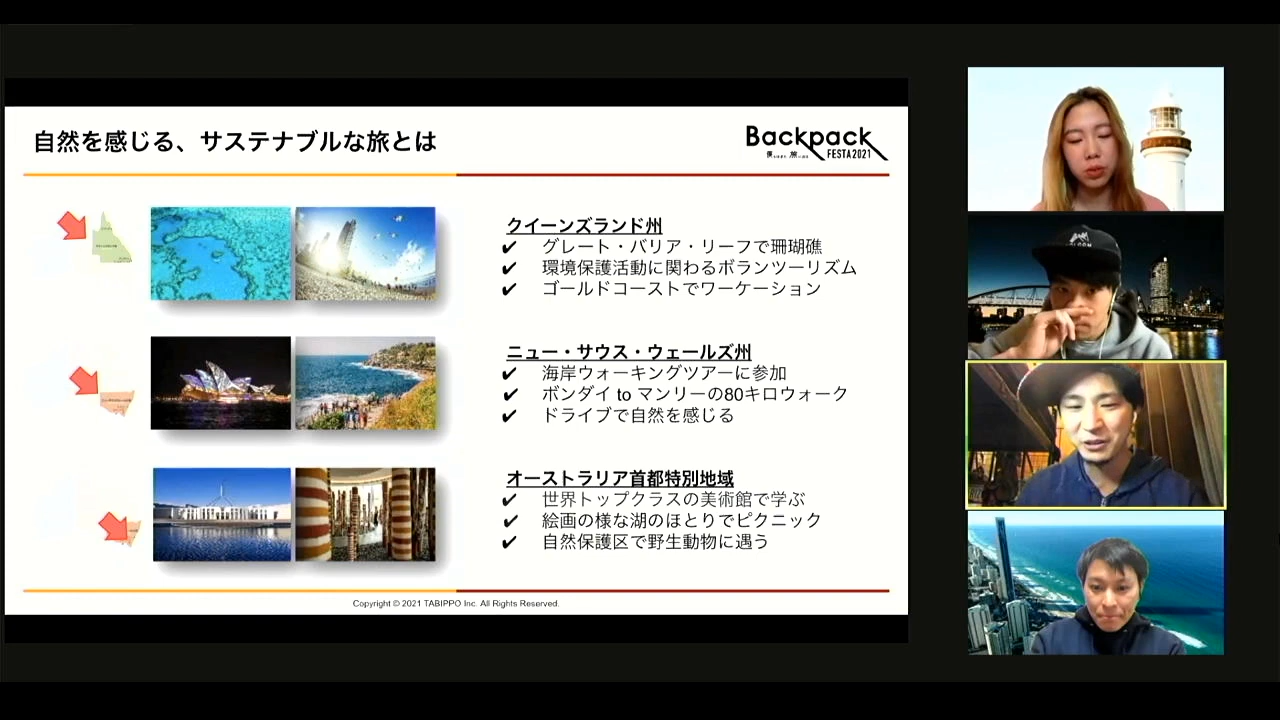 自然を感じる、サステナブルな旅とは
Backpack
FESTA2021
クイーンズランド州
✔ グレート・バリア・リーフで珊瑚礁
✔ 環境保護活動に関わるボランツーリズム
✔ ゴールドコーストでワーケーション
ニュー・サウス・ウェールズ州
✔ 海岸ウォーキングツアーに参加
✔ ボンダイ to マンリーの80キロウォーク
✔ ドライブで自然を感じる
オーストラリア首都特別地域
✔ 世界トップクラスの美術館で学ぶ
✔ 絵画の様な湖のほとりでピクニック
✔ 自然保護区で野生動物に遇う
Copyright © 2021 TABIPPO Inc. All Rights Reserved.